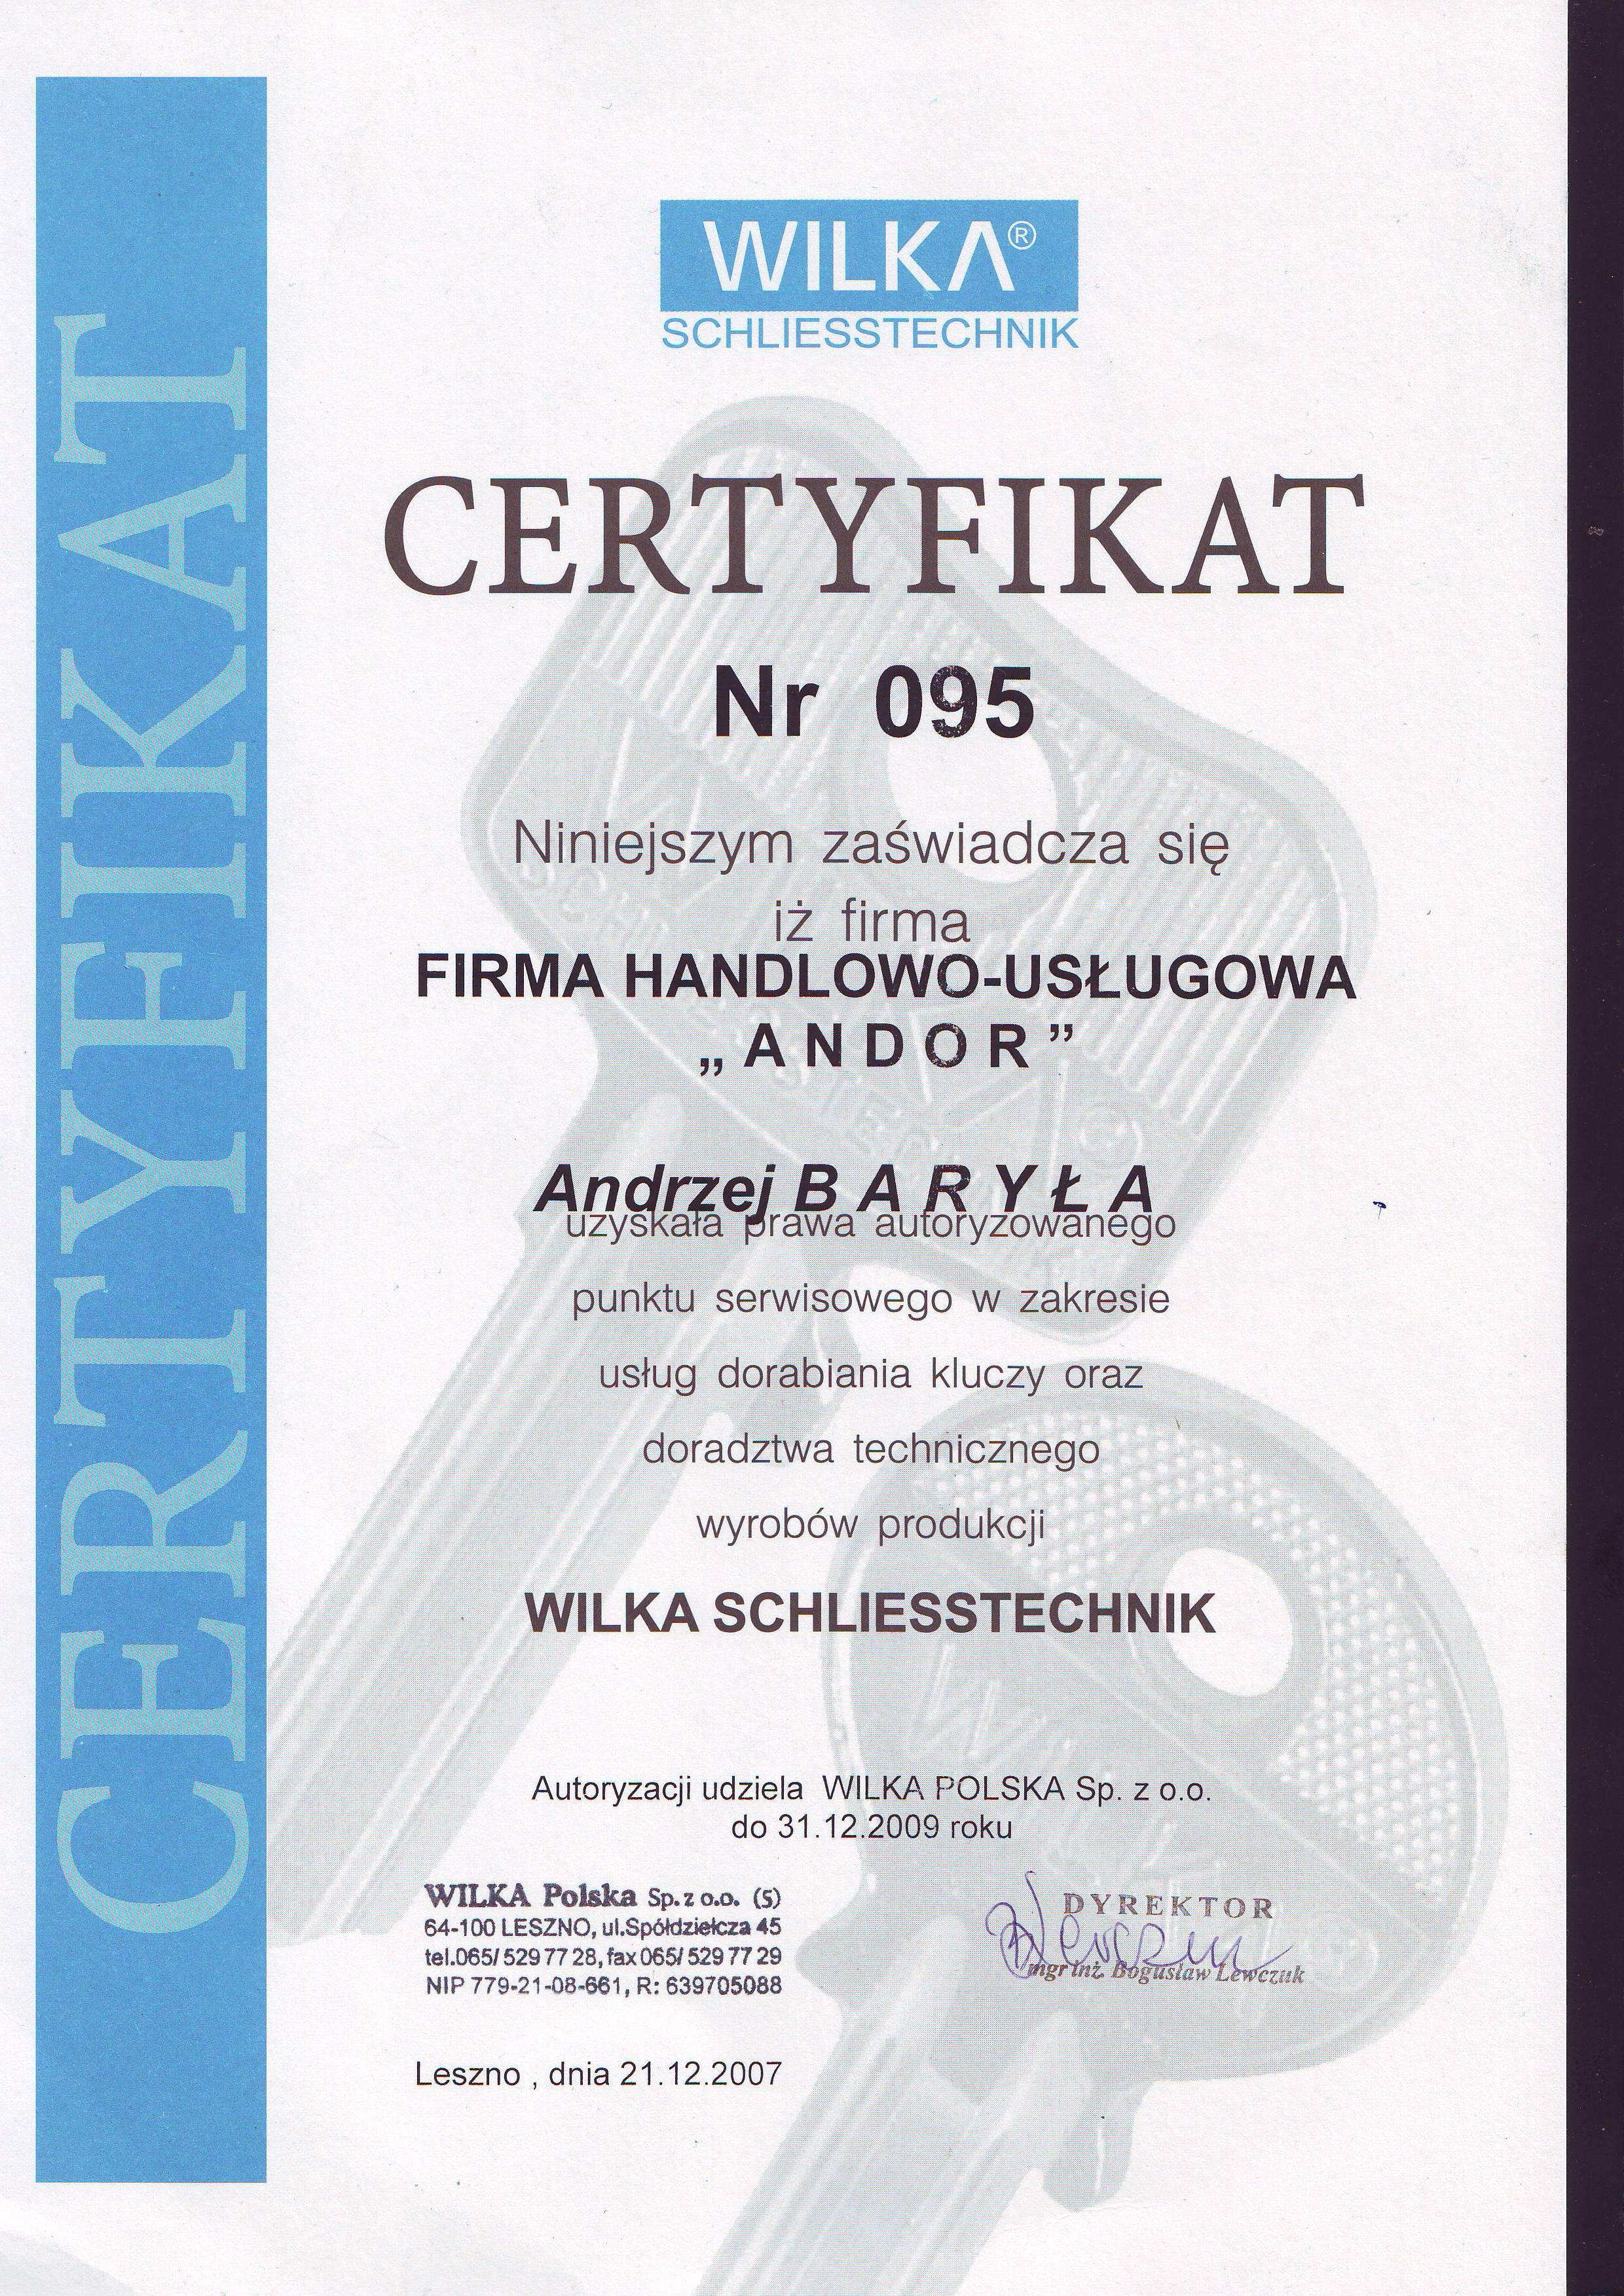 CERTYFIKAT
WILKA®
SCHLIESSTECHNIK
CERTYFIKAT
Nr 095
Niniejszym zaświadcza się
iż firma
FIRMA HANDLOWO-USŁUGOWA
„ANDOR”
Andrzej BARYŁA
uzyskała prawa autoryzowanego
punktu serwisowego w zakresie
usług dorabiania kluczy oraz
doradztwa technicznego
wyrobów produkcji
WILKA SCHLIESSTECHNIK
Autoryzacji udziela WILKA POLSKA Sp. z o.o.
do 31.12.2009 roku
WILKA Polska Sp. z o.o. (5)
64-100 LESZNO, ul.Spółdzielcza 45
tel.065/ 529 77 28, fax 065/ 529 77 29
NIP 779-21-08-661, R: 639705088
DYREKTOR
mgr inż. Bogusław Lewczuk
Leszno , dnia 21.12.2007